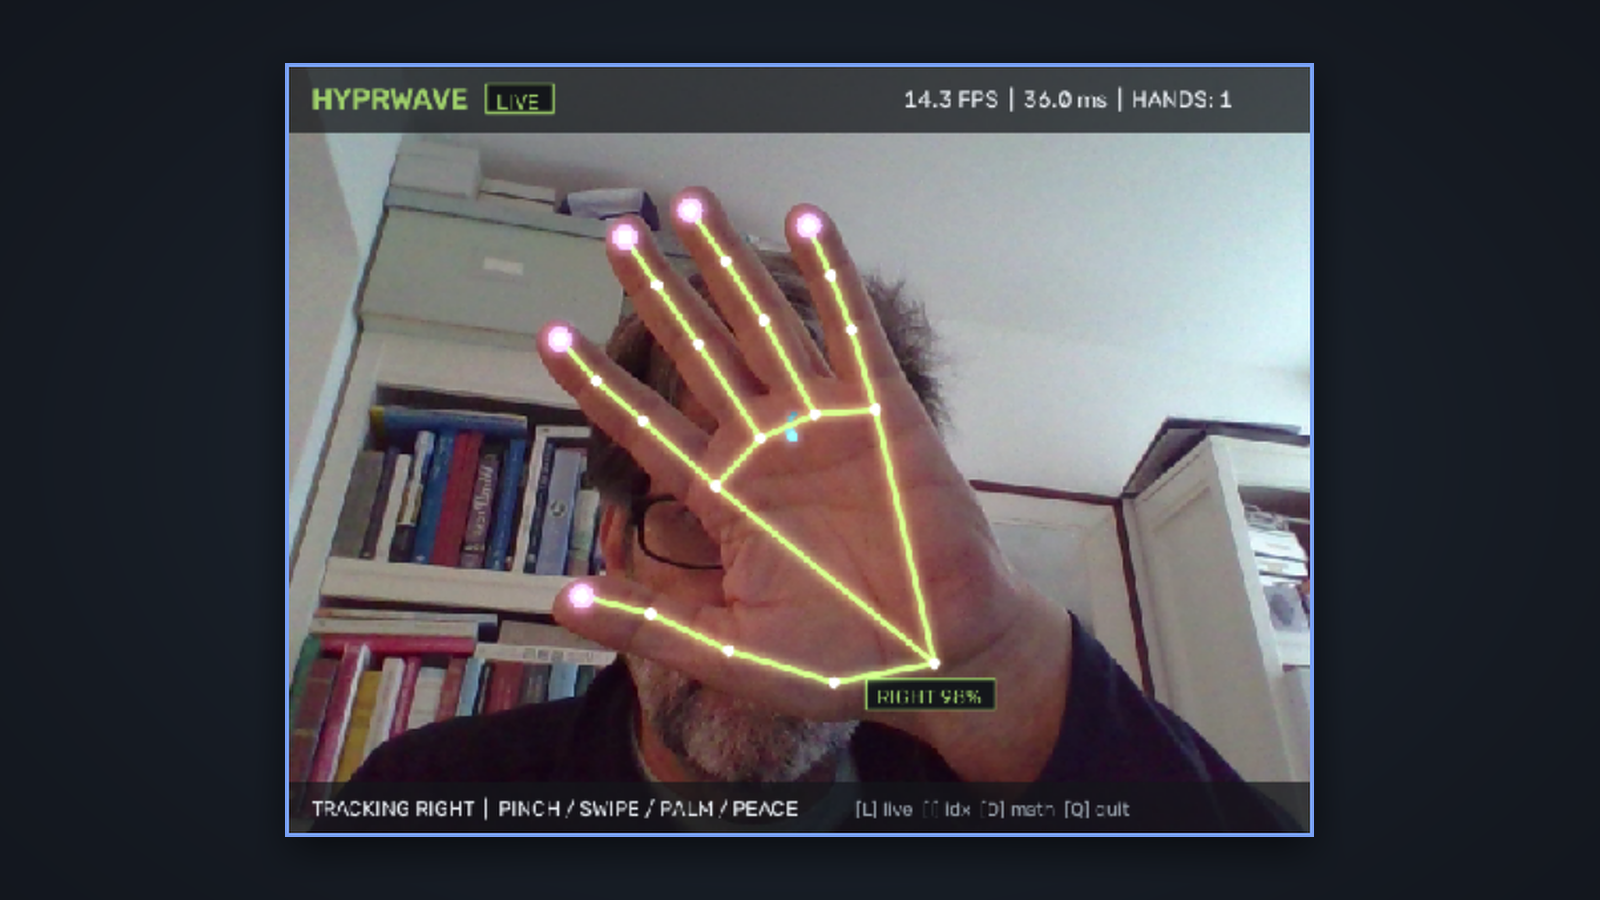 HYPRWAVE LIVE
14.3 FPS | 36.0 ms | HANDS: 1
RIGHT 98%
TRACKING RIGHT | PINCH / SWIPE / PALM / PEACE
[L] live [ idx [D] math [Q] quit